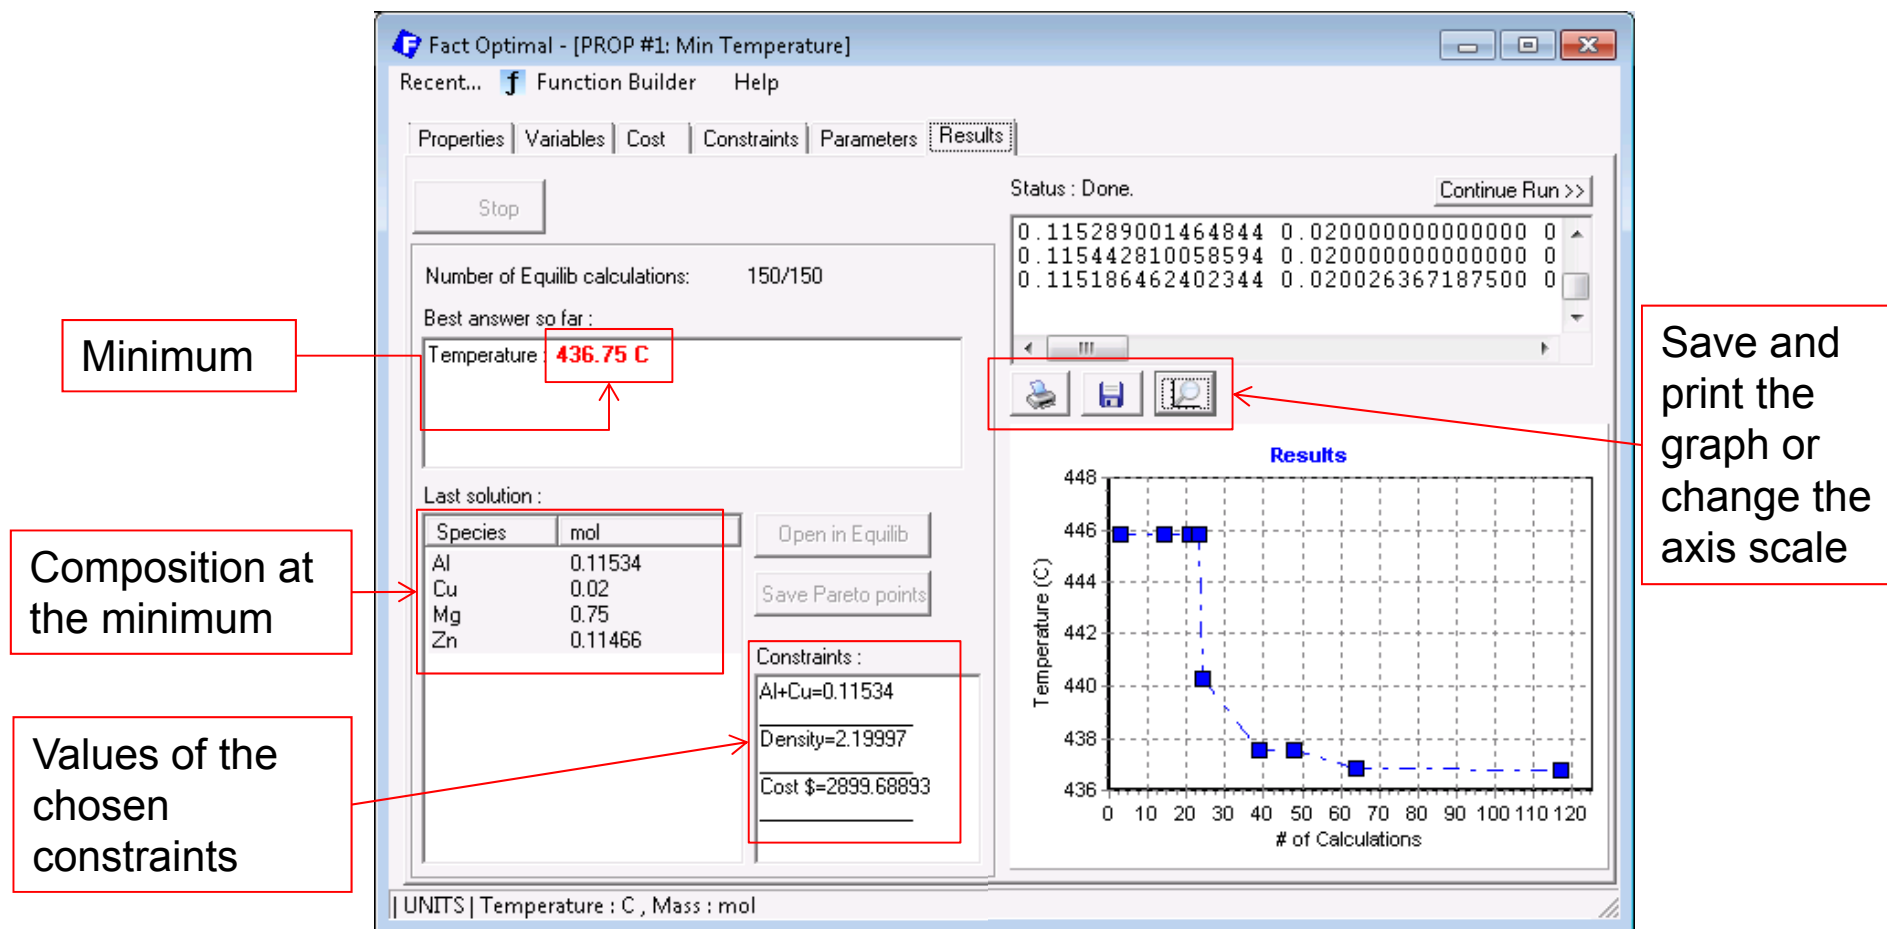 Fact Optimal - [PROP #1: Min Temperature]
Recent... f Function Builder Help
Properties Variables Cost Constraints Parameters Results
Stop
Status : Done.
Continue Run >>
0.115289001464844 0.020000000000000 0
0.115442810058594 0.020000000000000 0
0.115186462402344 0.020026367187500 0
Number of Equilib calculations: 150/150
Best answer so far :
Temperature : 436.75 C
Minimum
Save and
print the
graph or
change the
axis scale
Last solution :
Species mol
Al 0.11534
Cu 0.02
Mg 0.75
Zn 0.11466
Open in Equilib
Save Pareto points
Composition at
the minimum
Constraints :
Al+Cu=0.11534
Density=2.19997
Cost $=2899.68893
Values of the
chosen
constraints
Results
448
446
444
442
440
438
436
Temperature (C)
0 10 20 30 40 50 60 70 80 90 100 110 120
# of Calculations
| UNITS | Temperature : C , Mass : mol